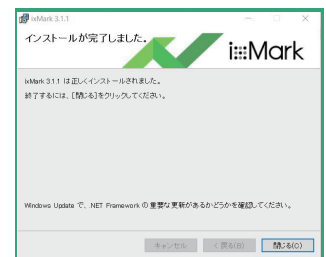 ixMark 3.1.1
インストールが完了しました。
i:::Mark
ixMark 3.1.1 は正しくインストールされました。
終了するには、[閉じる]をクリックしてください。
Windows Update で、.NET Framework の重要な更新があるかどうかを確認してください。
キャンセル
< 戻る(B)
閉じる(C)